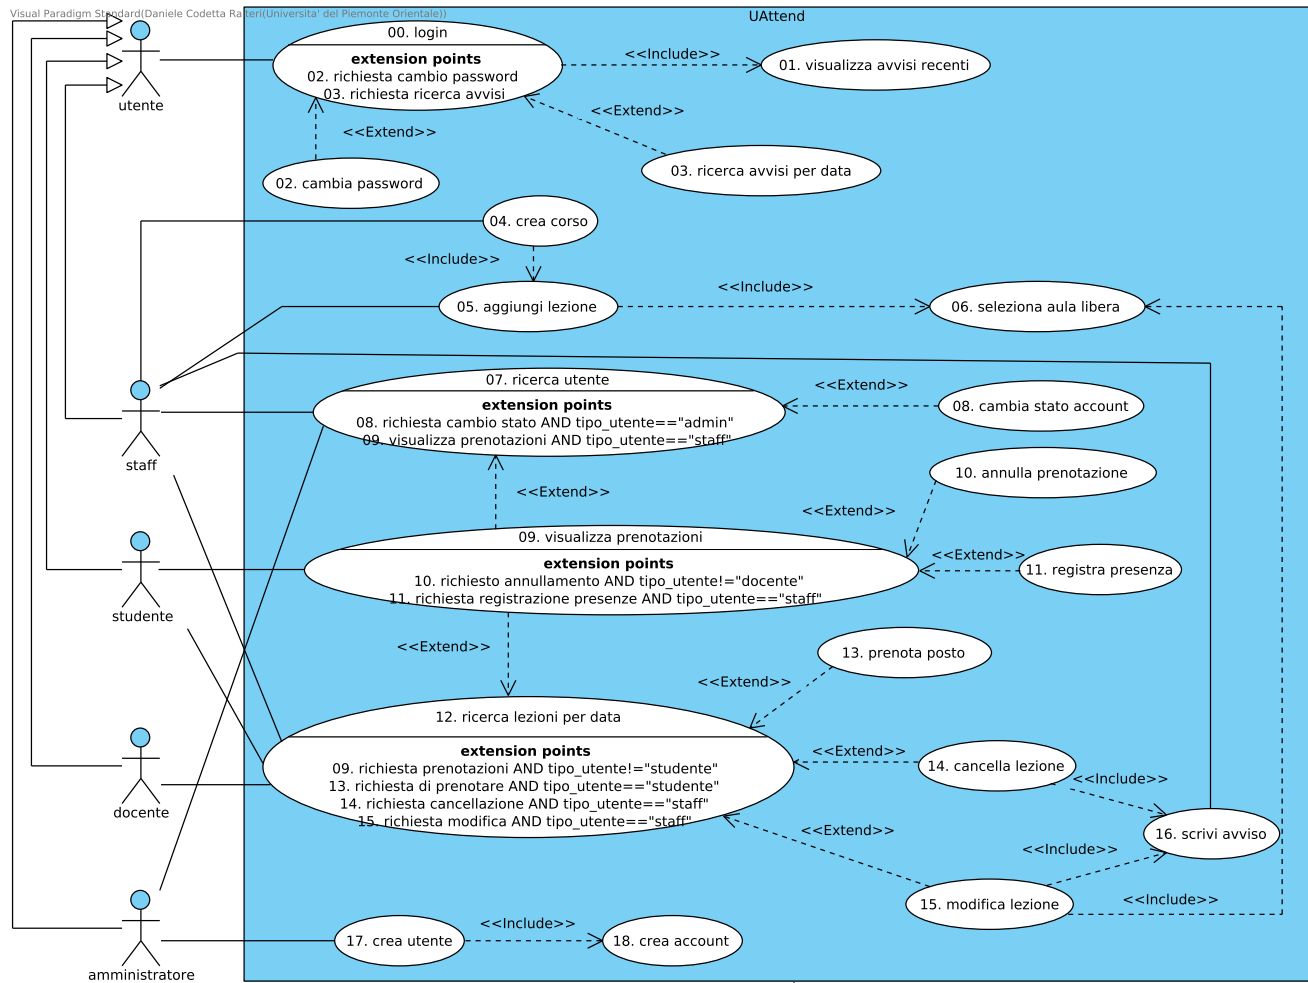 Visual Paradigm Standard(Daniele Codetta Raiteri(Universita' del Piemonte Orientale))
UAttend
00. login
extension points
02. richiesta cambio password
03. richiesta ricerca avvisi
<<Include>>
01. visualizza avvisi recenti
utente
<<Extend>>
<<Extend>>
02. cambia password
03. ricerca avvisi per data
04. crea corso
<<Include>>
05. aggiungi lezione
<<Include>>
06. seleziona aula libera
07. ricerca utente
extension points
08. richiesta cambio stato AND tipo_utente=="admin"
09. visualizza prenotazioni AND tipo_utente=="staff"
<<Extend>>
08. cambia stato account
staff
<<Extend>>
10. annulla prenotazione
<<Extend>>
09. visualizza prenotazioni
extension points
10. richiesto annullamento AND tipo_utente!="docente"
11. richiesta registrazione presenze AND tipo_utente=="staff"
<<Extend>>
11. registra presenza
studente
<<Extend>>
13. prenota posto
<<Extend>>
12. ricerca lezioni per data
extension points
09. richiesta prenotazioni AND tipo_utente!="studente"
13. richiesta di prenotare AND tipo_utente=="studente"
14. richiesta cancellazione AND tipo_utente=="staff"
15. richiesta modifica AND tipo_utente=="staff"
<<Extend>>
14. cancella lezione
<<Include>>
docente
<<Extend>>
16. scrivi avviso
<<Include>>
15. modifica lezione
<<Include>>
17. crea utente
<<Include>>
18. crea account
amministratore